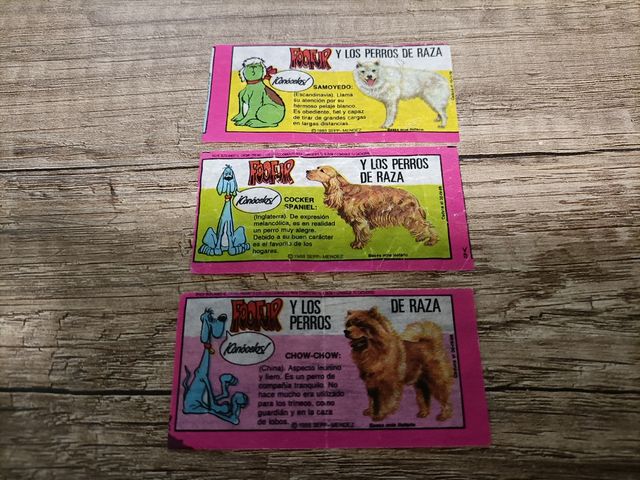 FOOFUR Y LOS PERROS DE RAZA
¡Conócelos!
SAMOYEDO:
(Escandinavia). Llama
su atención por su
hermoso pelaje blanco.
Es obediente, fiel y capaz
de tirar de grandes cargas
en largas distancias.
© 1988 SEPP-MENDEZ
FOOFUR Y LOS PERROS
DE RAZA
¡Conócelos!
COCKER
SPANIEL:
(Inglaterra). De expresión
melancólica, es en realidad
un perro muy alegre.
Debido a su buen carácter
es el favorito de los
hogares.
© 1988 SEPP-MENDEZ
FOOFUR Y LOS DE RAZA
PERROS
¡Conócelos!
CHOW-CHOW:
(China). Aspecto leunino
y fiero. Es un perro de
compañía tranquilo. No
hace mucho era utilizado
para los trineos, como
guardián y en la caza
de lobos.
© 1988 SEPP-MENDEZ